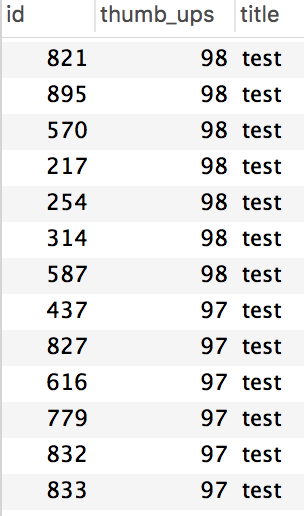 id thumb_ups title
821 98 test
895 98 test
570 98 test
217 98 test
254 98 test
314 98 test
587 98 test
437 97 test
827 97 test
616 97 test
779 97 test
832 97 test
833 97 test